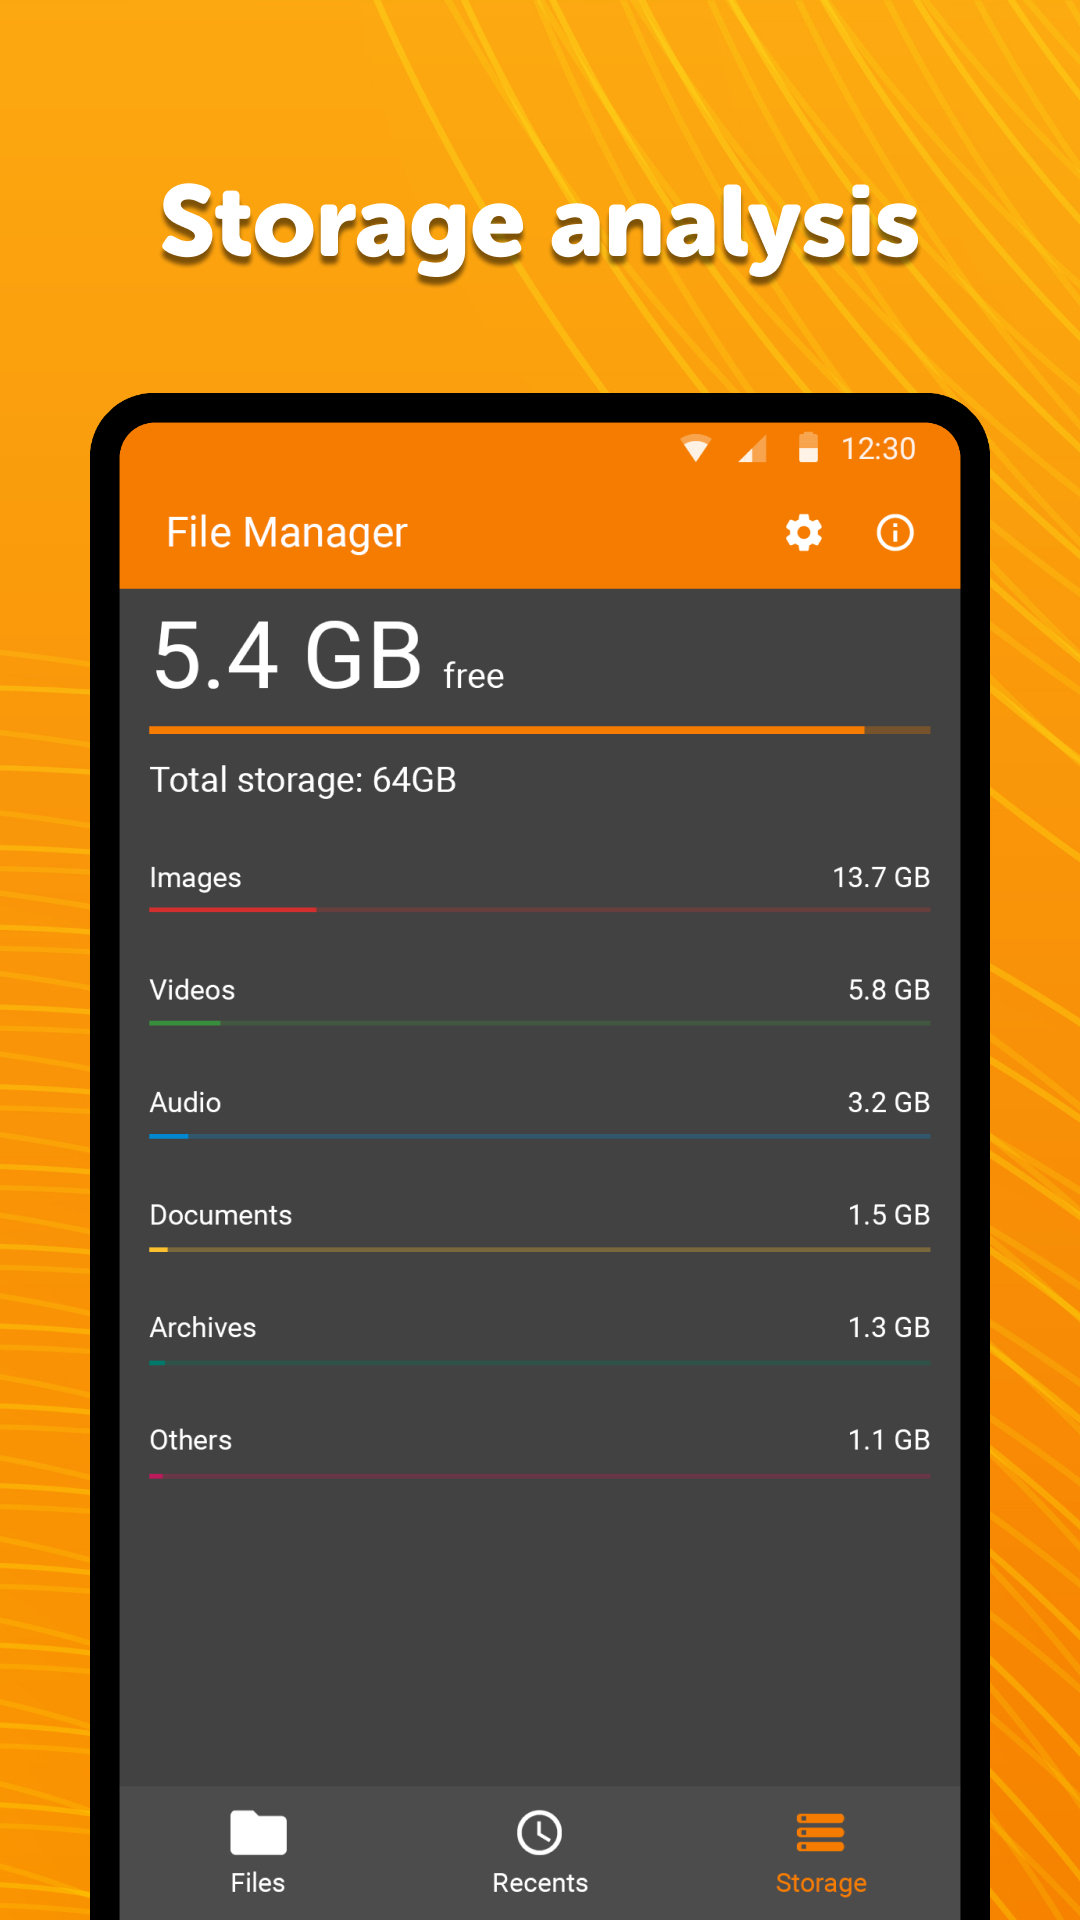 Storage analysis
12:30
File Manager
5.4 GB free
Total storage: 64GB
Images 13.7 GB
Videos 5.8 GB
Audio 3.2 GB
Documents 1.5 GB
Archives 1.3 GB
Others 1.1 GB
Files Recents Storage